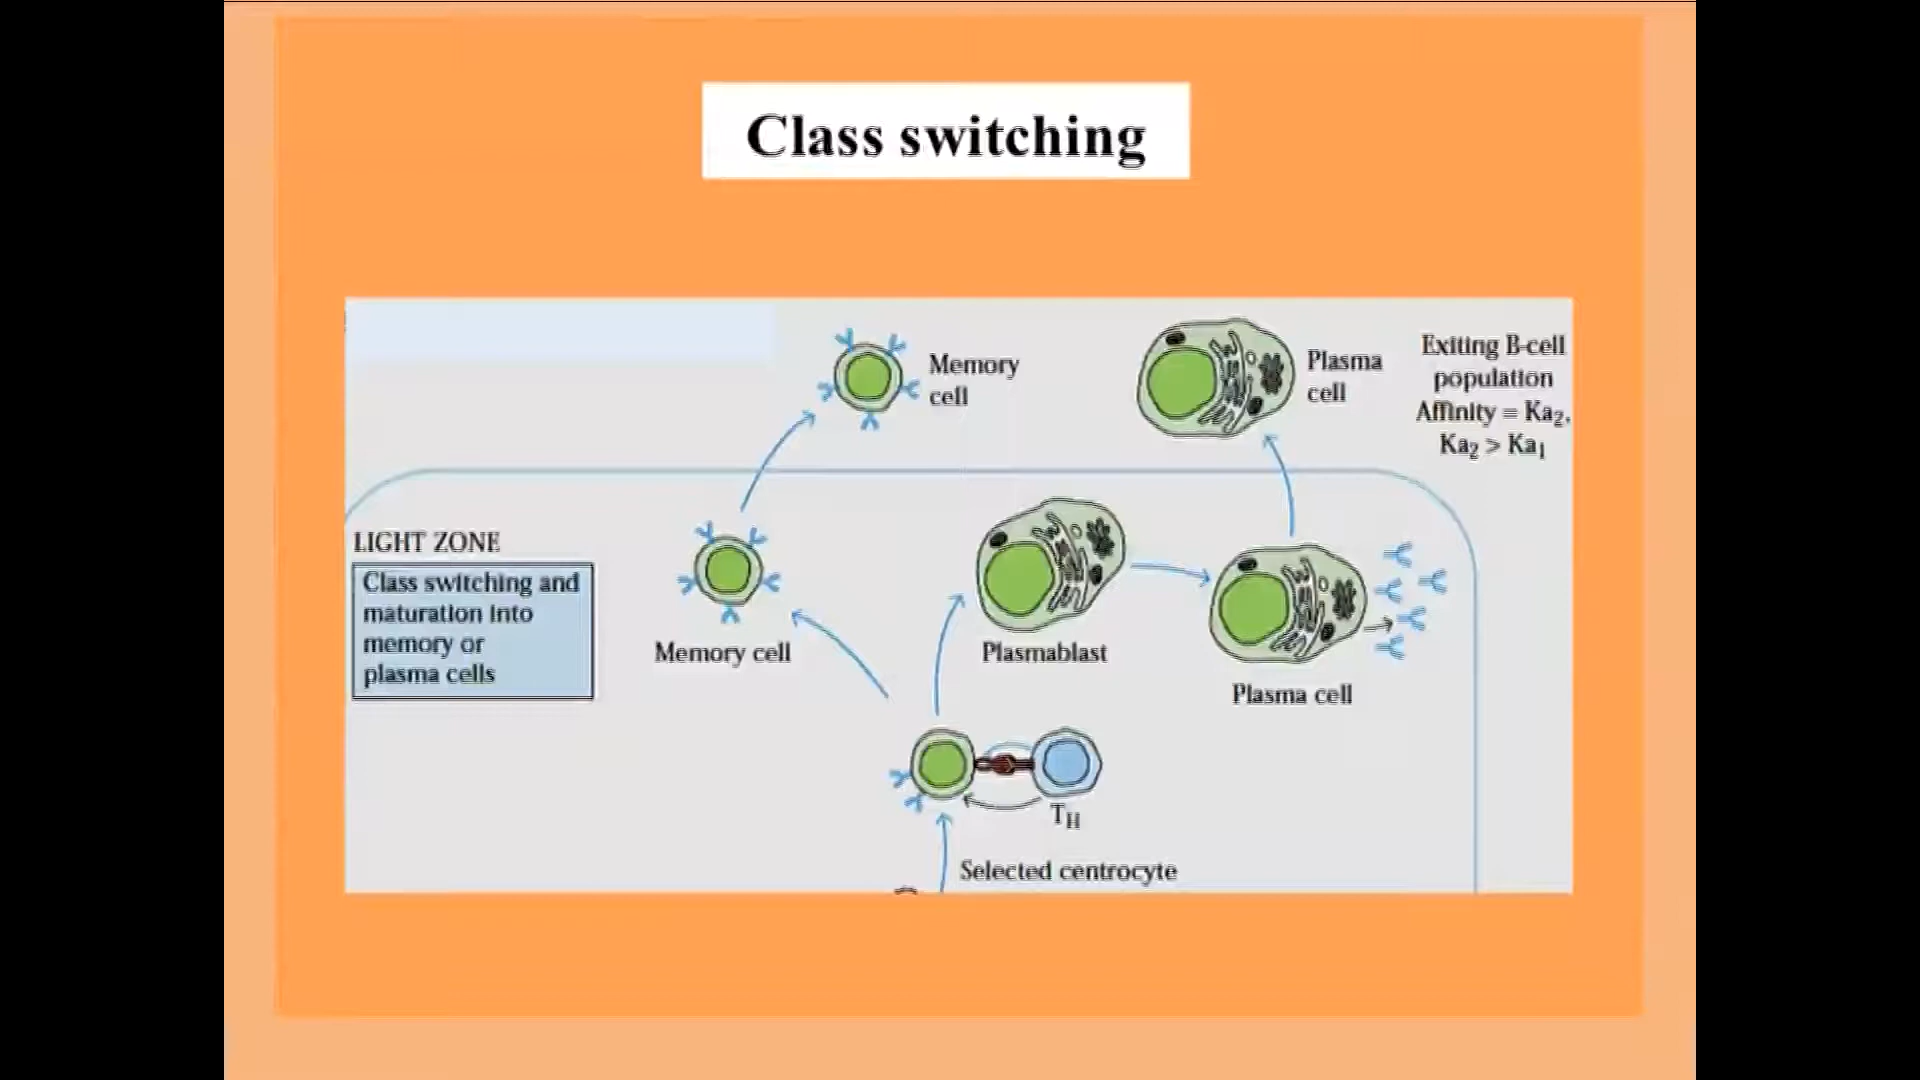 Class switching
Memory
cell
Plasma
cell
Exiting B-cell
population
Affinity = Ka₂,
Ka₂ > Ka₁
LIGHT ZONE
Class switching and
maturation into
memory or
plasma cells
Memory cell
Plasmablast
Plasma cell
T_H
Selected centrocyte